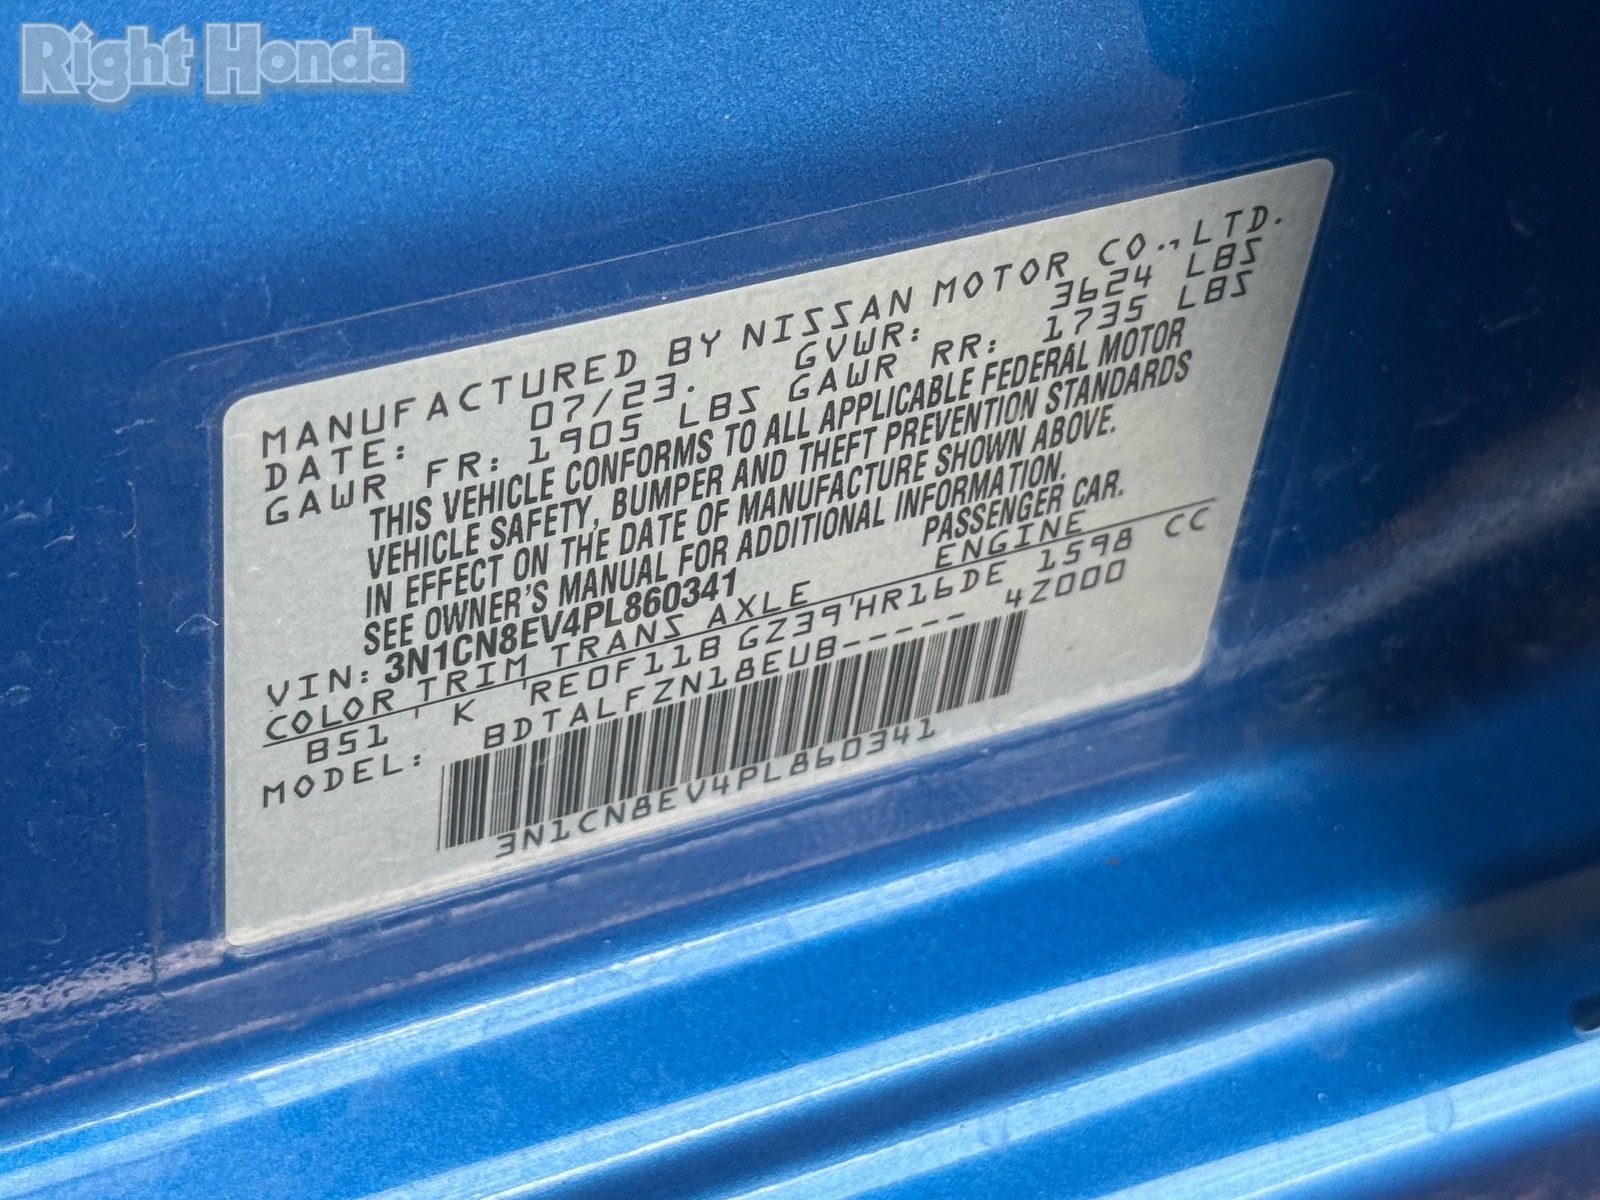 Right Honda
MANUFACTURED BY NISSAN MOTOR CO., LTD.
DATE: 07/23. GVWR: 3624 LBS
GAWR FR: 1905 LBS GAWR RR: 1735 LBS
THIS VEHICLE CONFORMS TO ALL APPLICABLE FEDERAL MOTOR
VEHICLE SAFETY, BUMPER AND THEFT PREVENTION STANDARDS
IN EFFECT ON THE DATE OF MANUFACTURE SHOWN ABOVE.
SEE OWNER'S MANUAL FOR ADDITIONAL INFORMATION.
VIN: 3N1CN8EV4PL860341 PASSENGER CAR.
COLOR TRIM TRANS AXLE ENGINE
B51 ' K 'RE0F11B GZ39'HR16DE 1598 CC
MODEL: BDTALFZN18EUB----- 4Z000
3N1CN8EV4PL860341